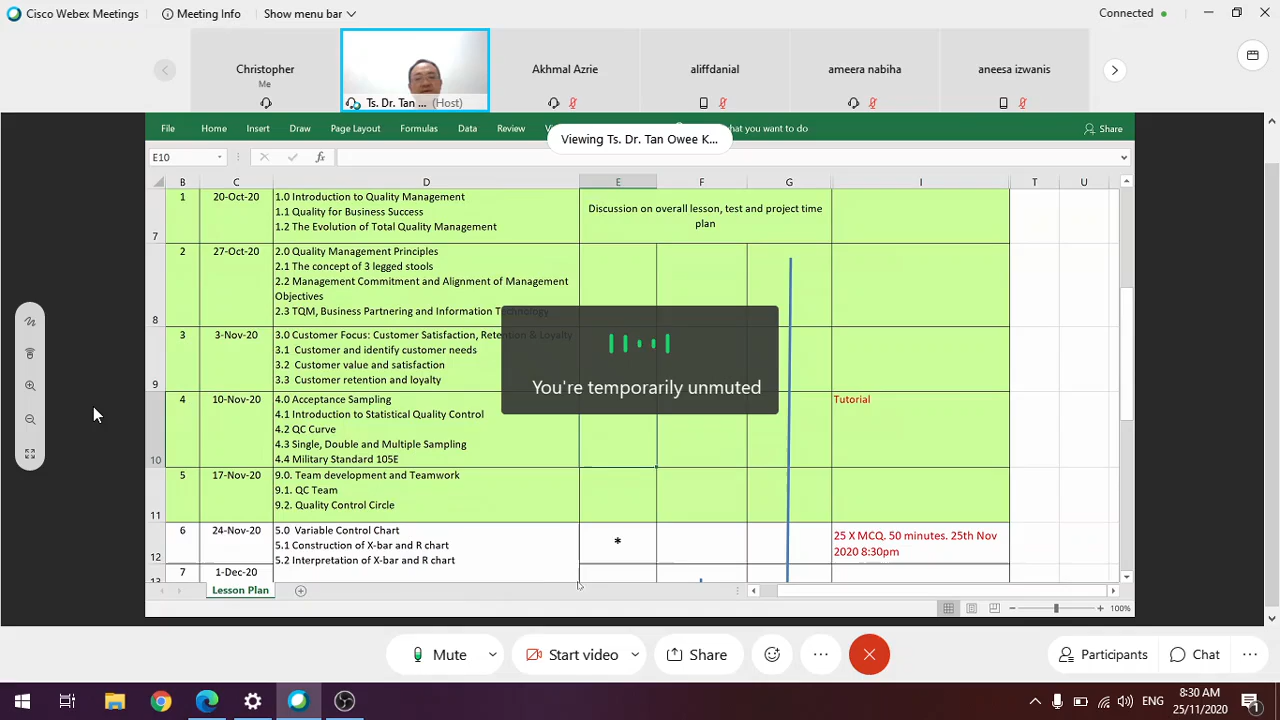 Cisco Webex Meetings
Meeting Info
Show menu bar
Connected
Christopher
Me
Ts. Dr. Tan ... (Host)
Akhmal Azrie
aliffdanial
ameera nabiha
aneesa izwanis
File Home Insert Draw Page Layout Formulas Data Review
what you want to do
Share
Viewing Ts. Dr. Tan Owee K...
E10
fx
B C D E F G I T U
7 1 20-Oct-20
1.0 Introduction to Quality Management
1.1 Quality for Business Success
1.2 The Evolution of Total Quality Management
Discussion on overall lesson, test and project time
plan
8 2 27-Oct-20
2.0 Quality Management Principles
2.1 The concept of 3 legged stools
2.2 Management Commitment and Alignment of Management
Objectives
2.3 TQM, Business Partnering and Information Technology
9 3 3-Nov-20
3.0 Customer Focus: Customer Satisfaction, Retention & Loyalty
3.1 Customer and identify customer needs
3.2 Customer value and satisfaction
3.3 Customer retention and loyalty
You're temporarily unmuted
10 4 10-Nov-20
4.0 Acceptance Sampling
4.1 Introduction to Statistical Quality Control
4.2 QC Curve
4.3 Single, Double and Multiple Sampling
4.4 Military Standard 105E
Tutorial
11 5 17-Nov-20
9.0. Team development and Teamwork
9.1. QC Team
9.2. Quality Control Circle
12 6 24-Nov-20
5.0 Variable Control Chart
5.1 Construction of X-bar and R chart
5.2 Interpretation of X-bar and R chart
*
25 X MCQ. 50 minutes. 25th Nov
2020 8:30pm
13 7 1-Dec-20
Lesson Plan
100%
Mute
Start video
Share
Participants
Chat
ENG
8:30 AM
25/11/2020
1